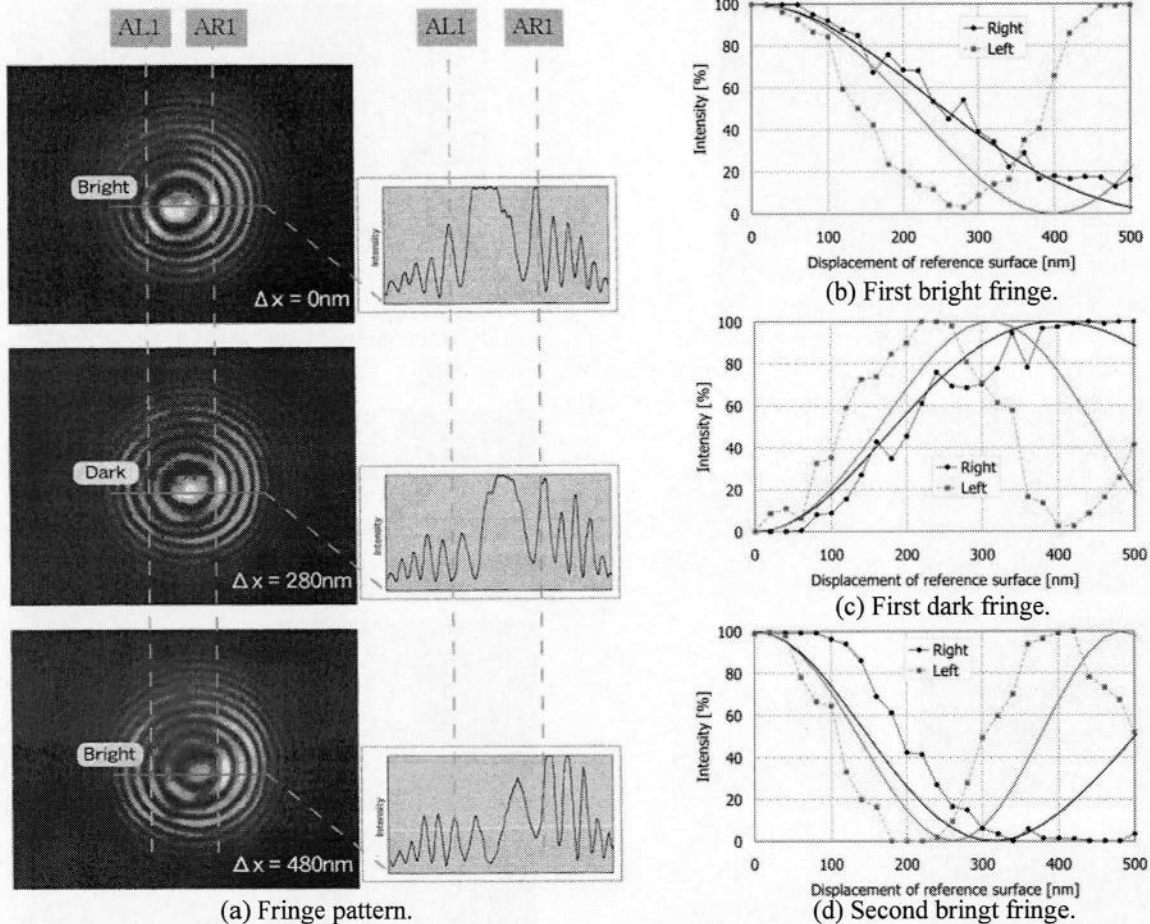 AL1 AR1 AL1 AR1
Bright
Δx = 0nm
Intensity
Dark
Δx = 280nm
Intensity
Bright
Δx = 480nm
Intensity
(a) Fringe pattern.
100
80
60
40
20
0
Intensity [%]
Right
Left
0 100 200 300 400 500
Displacement of reference surface [nm]
(b) First bright fringe.
100
80
60
40
20
0
Intensity [%]
Right
Left
0 100 200 300 400 500
Displacement of reference surface [nm]
(c) First dark fringe.
100
80
60
40
20
0
Intensity [%]
Right
Left
0 100 200 300 400 500
Displacement of reference surface [nm]
(d) Second bringt fringe.